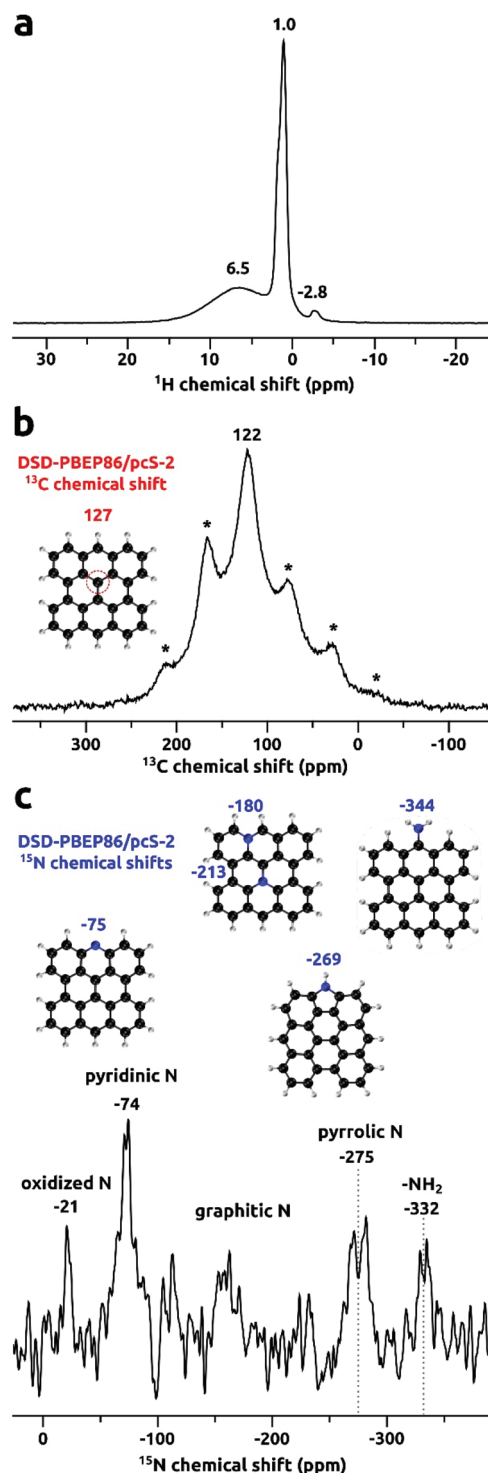 a
1.0
6.5
-2.8
30 20 10 0 -10 -20
¹H chemical shift (ppm)
b
122
DSD-PBEP86/pcS-2
¹³C chemical shift
127
* * * * *
300 200 100 0 -100
¹³C chemical shift (ppm)
c
-180
-344
DSD-PBEP86/pcS-2
¹⁵N chemical shifts
-213
-75
-269
pyridinic N
-74
pyrrolic N
-275
oxidized N
-21
-NH₂
-332
graphitic N
0 -100 -200 -300
¹⁵N chemical shift (ppm)